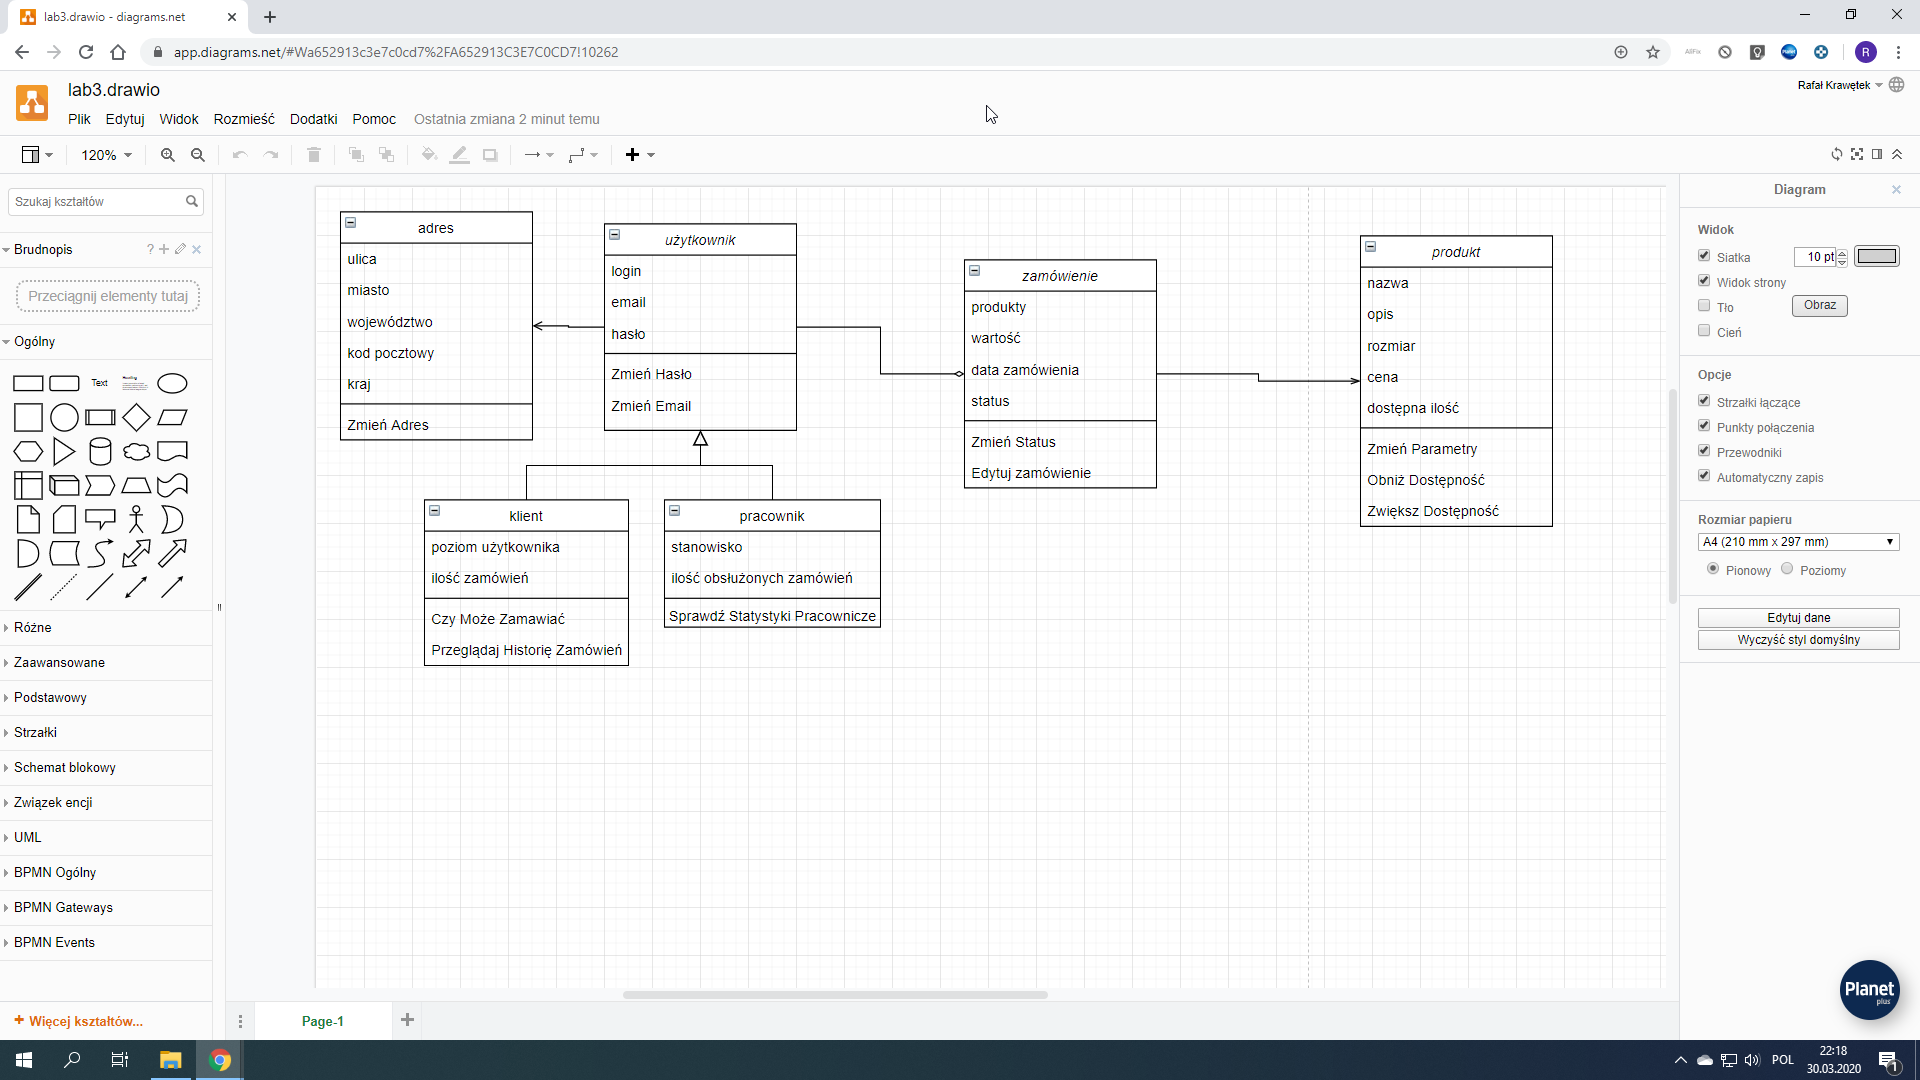 lab3.drawio - diagrams.net
app.diagrams.net/#Wa652913c3e7c0cd7%2FA652913C3E7C0CD7!10262
AllFix
R
lab3.drawio
Rafał Krawętek
Plik Edytuj Widok Rozmieść Dodatki Pomoc Ostatnia zmiana 2 minut temu
120%
Szukaj kształtów
Brudnopis
?
Przeciągnij elementy tutaj
Ogólny
Text
Heading
Różne
Zaawansowane
Podstawowy
Strzałki
Schemat blokowy
Związek encji
UML
BPMN Ogólny
BPMN Gateways
BPMN Events
Więcej kształtów...
adres
ulica
miasto
województwo
kod pocztowy
kraj
Zmień Adres
użytkownik
login
email
hasło
Zmień Hasło
Zmień Email
klient
poziom użytkownika
ilość zamówień
Czy Może Zamawiać
Przeglądaj Historię Zamówień
pracownik
stanowisko
ilość obsłużonych zamówień
Sprawdź Statystyki Pracownicze
zamówienie
produkty
wartość
data zamówienia
status
Zmień Status
Edytuj zamówienie
produkt
nazwa
opis
rozmiar
cena
dostępna ilość
Zmień Parametry
Obniż Dostępność
Zwiększ Dostępność
Diagram
Widok
Siatka 10 pt
Widok strony
Tło Obraz
Cień
Opcje
Strzałki łączące
Punkty połączenia
Przewodniki
Automatyczny zapis
Rozmiar papieru
A4 (210 mm x 297 mm)
Pionowy Poziomy
Edytuj dane
Wyczyść styl domyślny
Planet
plus
Page-1
POL
22:18
30.03.2020
1